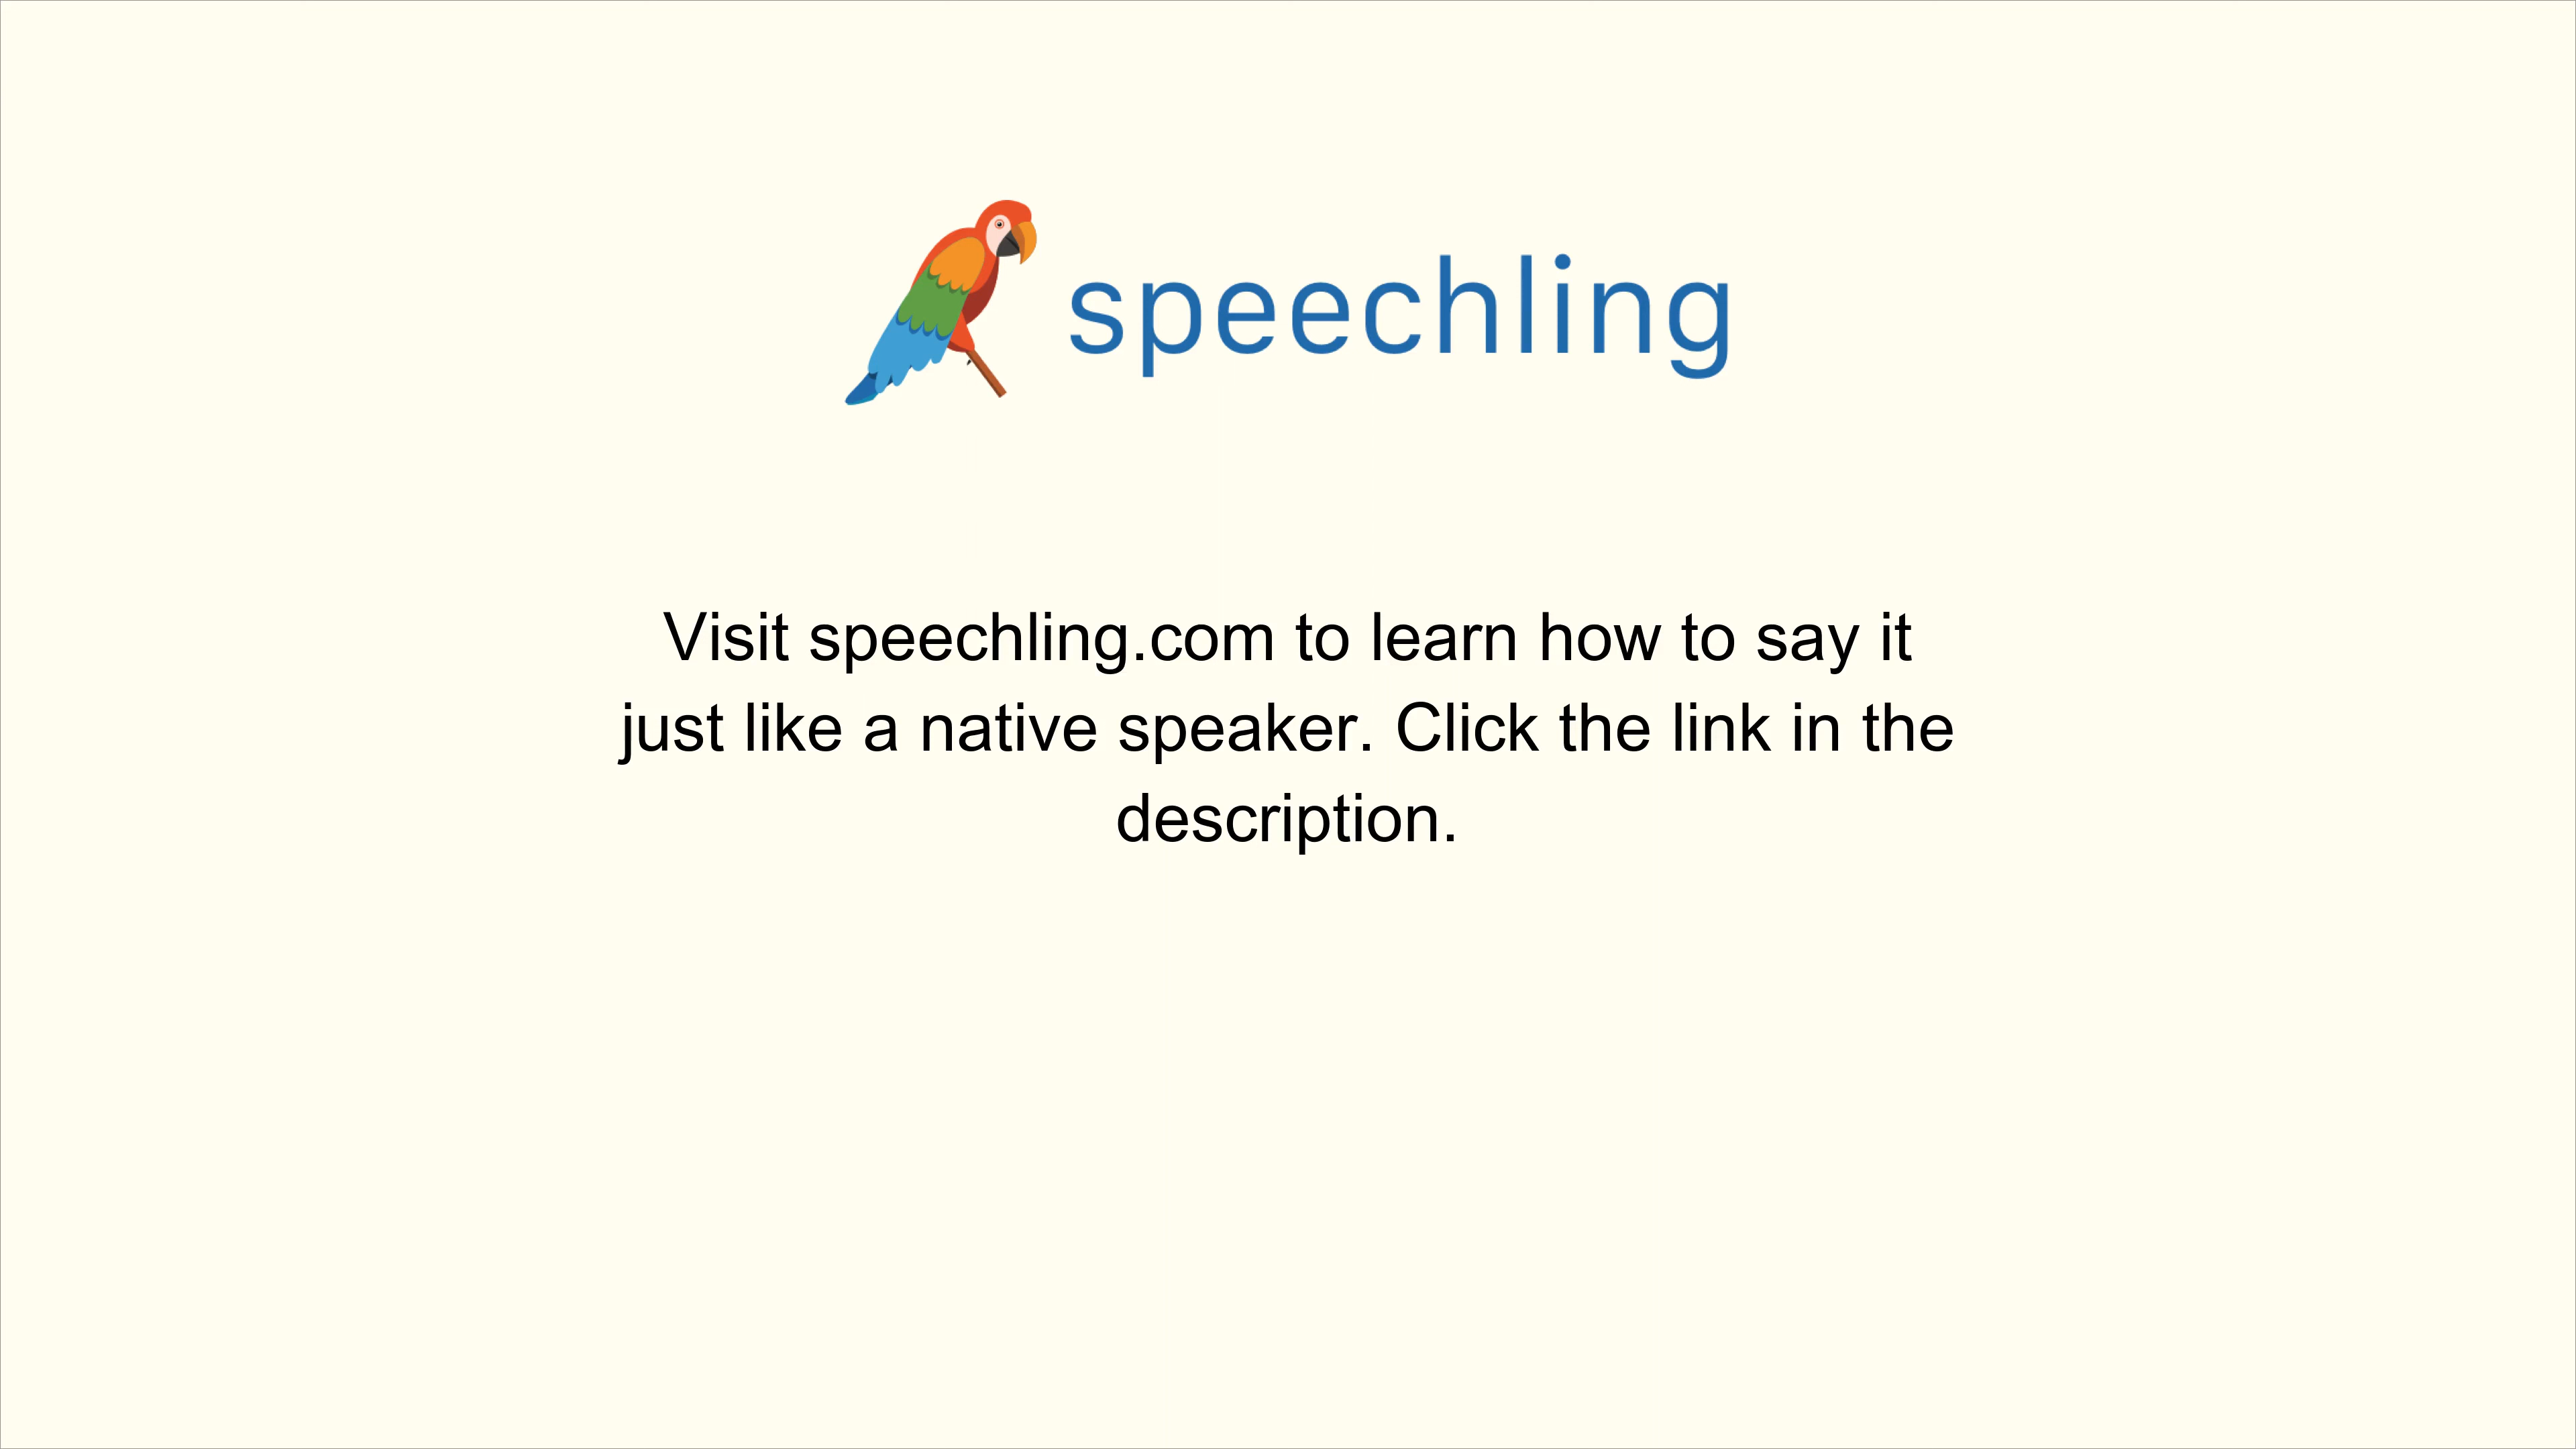 speechling
Visit speechling.com to learn how to say it
just like a native speaker. Click the link in the
description.